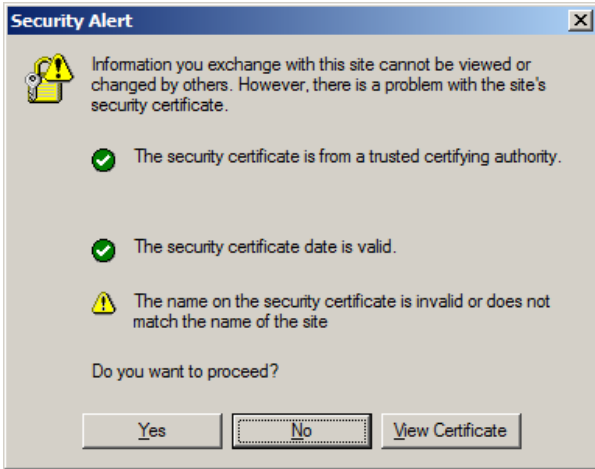 Security Alert
Information you exchange with this site cannot be viewed or
changed by others. However, there is a problem with the site's
security certificate.
The security certificate is from a trusted certifying authority.
The security certificate date is valid.
The name on the security certificate is invalid or does not
match the name of the site
Do you want to proceed?
Yes No View Certificate